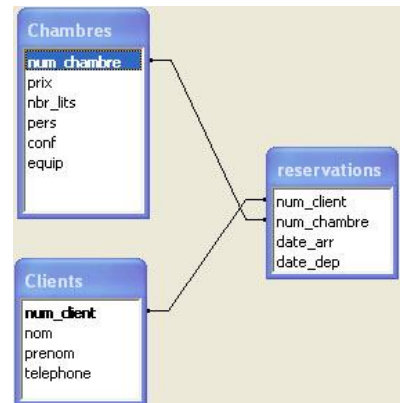 Chambres
num_chambre
prix
nbr_lits
pers
conf
equip
reservations
num_client
num_chambre
date_arr
date_dep
Clients
num_client
nom
prenom
telephone